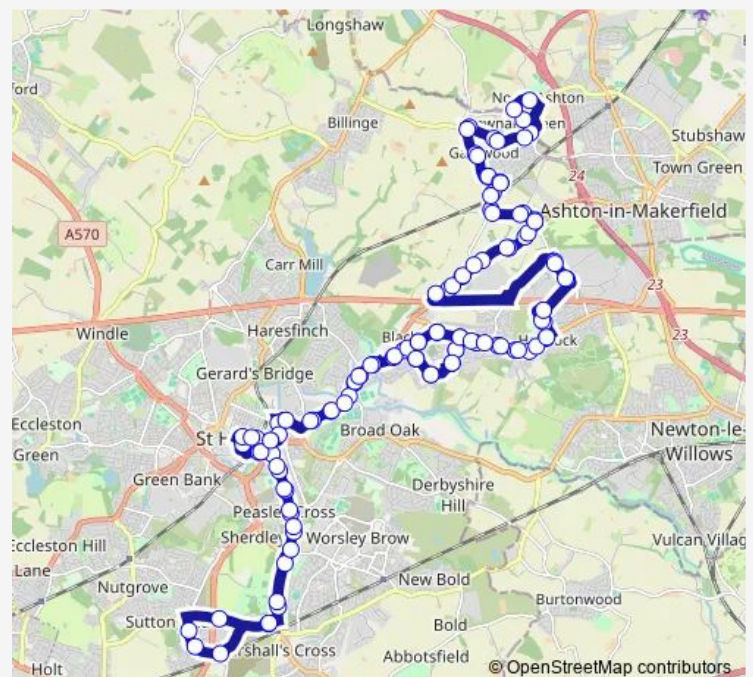 Longshaw
Billinge
Stubshaw
Town Green
24
Ashton-in-Makerfield
A570
Carr Mill
23
Windle
Haresfinch
23
Gerard's Bridge
Eccleston
Green
St H
Broad Oak
Newton-le-
Willows
Green Bank
Derbyshire
Hill
Peasley Cross
Sherdley
Worsley Brow
Vulcan Villag
Eccleston Hill
Lane
Nutgrove
New Bold
Burtonwood
Sutton
Bold
Marshall's Cross
Abbotsfield
Holt
© OpenStreetMap contributors